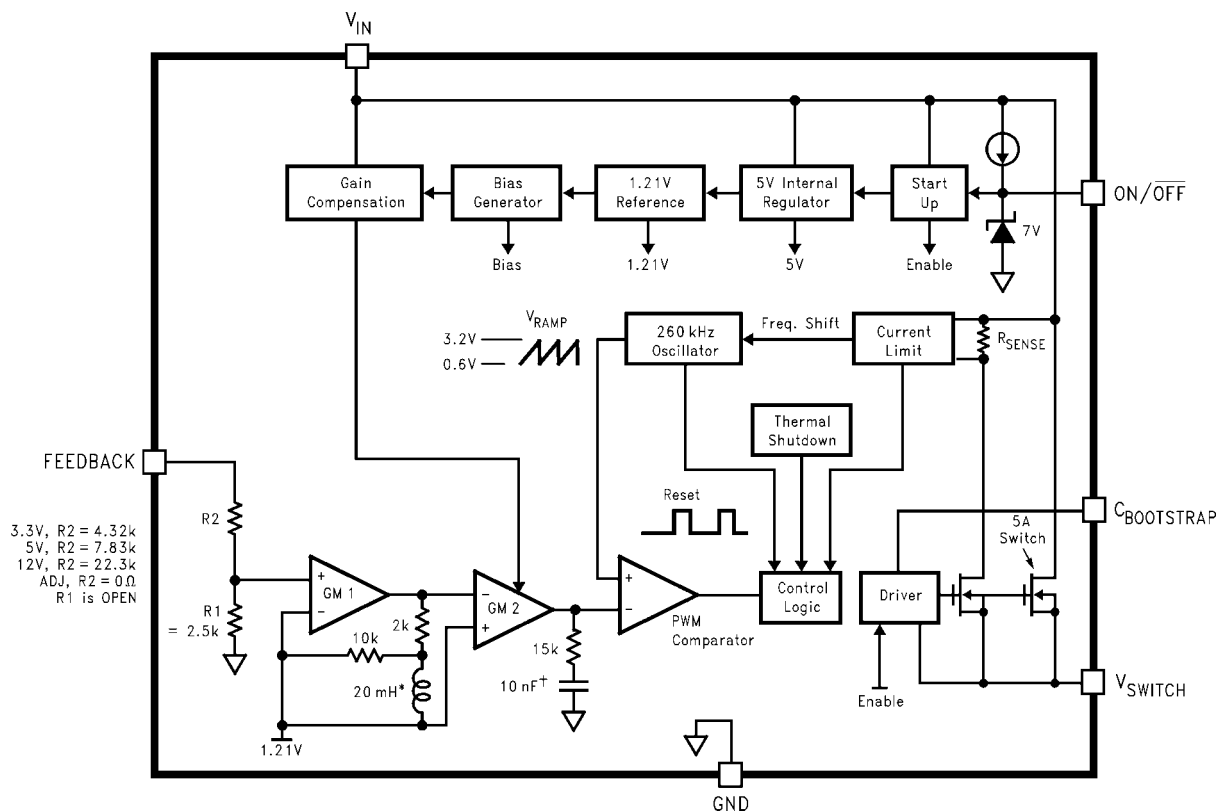 VIN
Gain
Compensation
Bias
Generator
1.21V
Reference
5V Internal
Regulator
Start
Up
ON/OFF
7V
Bias
1.21V
5V
Enable
VRAMP
3.2V
0.6V
260 kHz
Oscillator
Freq. Shift
Current
Limit
RSENSE
Thermal
Shutdown
FEEDBACK
3.3V, R2 = 4.32k
5V, R2 = 7.83k
12V, R2 = 22.3k
ADJ, R2 = 0Ω
R1 is OPEN
R2
R1
= 2.5k
Reset
CBOOTSTRAP
5A
Switch
+
GM 1
−
−
GM 2
+
+
−
PWM
Comparator
Control
Logic
Driver
2k
10k
20 mH*
15k
10 nF†
1.21V
Enable
VSWITCH
GND